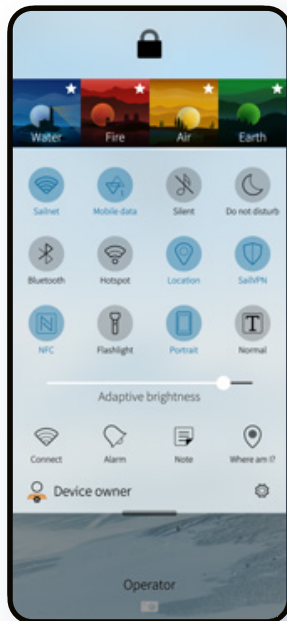 Water Fire Air Earth
Sailnet Mobile data Silent Do not disturb
Bluetooth Hotspot Location SailVPN
NFC Flashlight Portrait Normal
Adaptive brightness
Connect Alarm Note Where am I?
Device owner
Operator